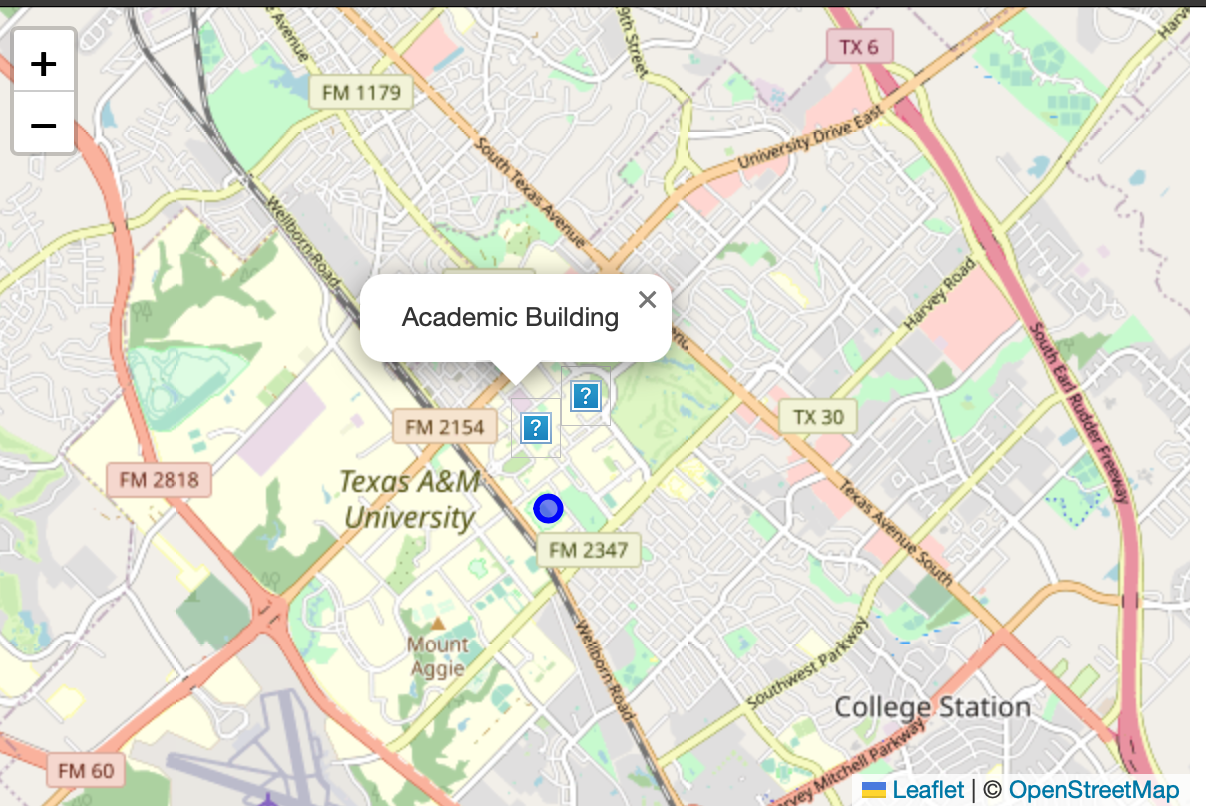 +
−
e Avenue
9th Street
TX 6
Harv
FM 1179
South Texas Avenue
University Drive East
Wellborn Road
Harvey Road
Academic Building ×
South Earl Rudder Freeway
?
?
FM 2154
TX 30
FM 2818
Texas A&M
University
Texas Avenue South
FM 2347
Mount
Aggie
Wellborn Road
Southwest Parkway
College Station
rvey Mitchell Parkway
FM 60
Leaflet | © OpenStreetMap